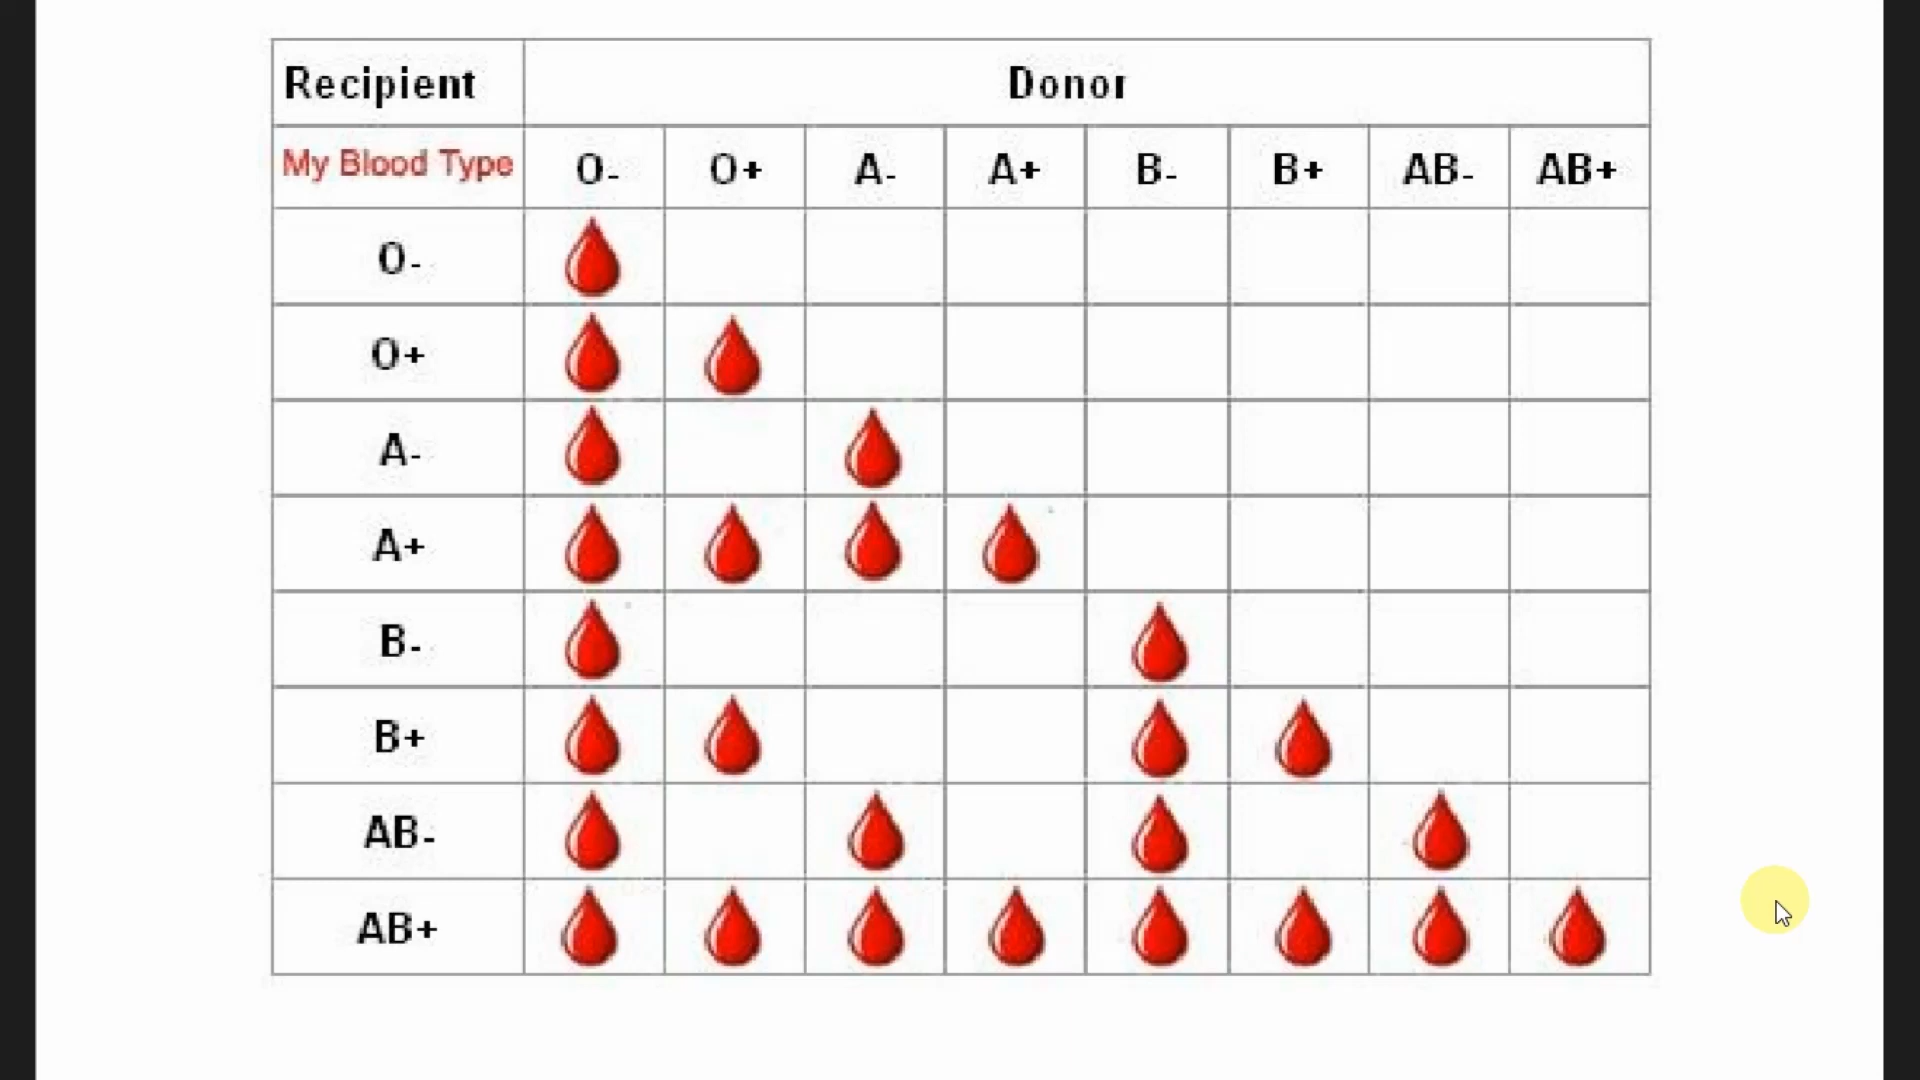 Recipient Donor
My Blood Type O- O+ A- A+ B- B+ AB- AB+
O-
O+
A-
A+
B-
B+
AB-
AB+